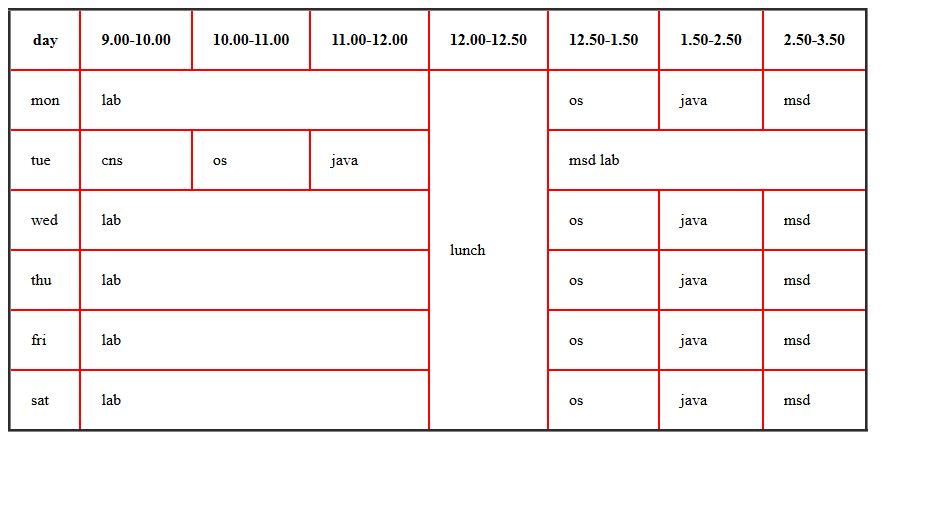 day 9.00-10.00 10.00-11.00 11.00-12.00 12.00-12.50 12.50-1.50 1.50-2.50 2.50-3.50
mon lab os java msd
tue cns os java msd lab
wed lab os java msd
lunch
thu lab os java msd
fri lab os java msd
sat lab os java msd